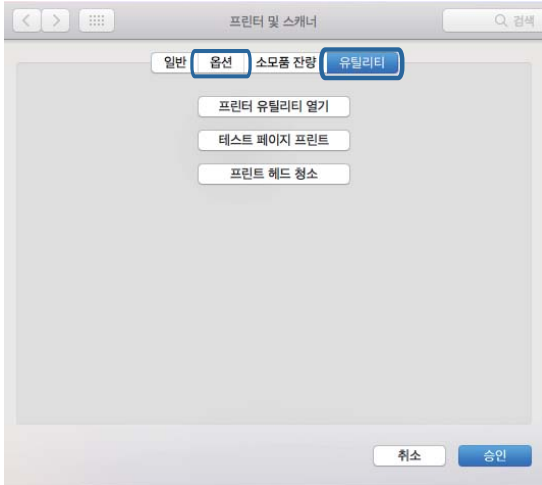 프린터 및 스캐너 검색
일반 옵션 소모품 잔량 유틸리티
프린터 유틸리티 열기
테스트 페이지 프린트
프린트 헤드 청소
취소 승인